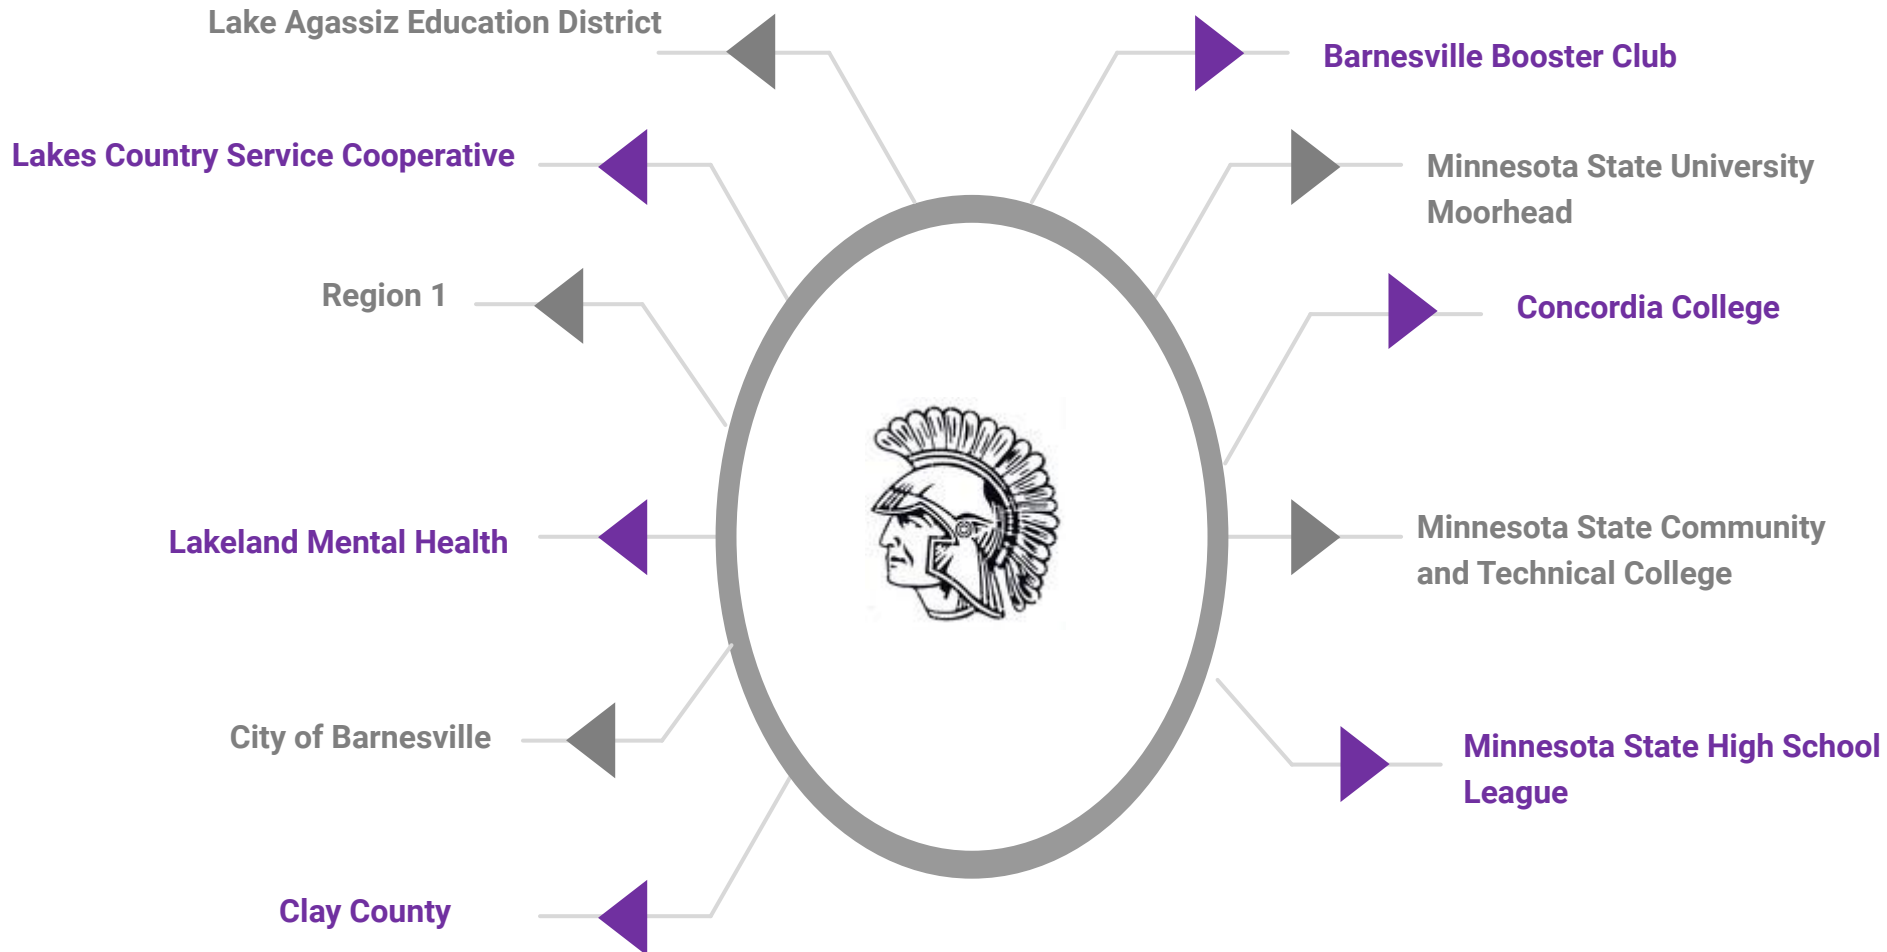 Lake Agassiz Education District
Lakes Country Service Cooperative
Region 1
Lakeland Mental Health
City of Barnesville
Clay County
Barnesville Booster Club
Minnesota State University
Moorhead
Concordia College
Minnesota State Community
and Technical College
Minnesota State High School
League